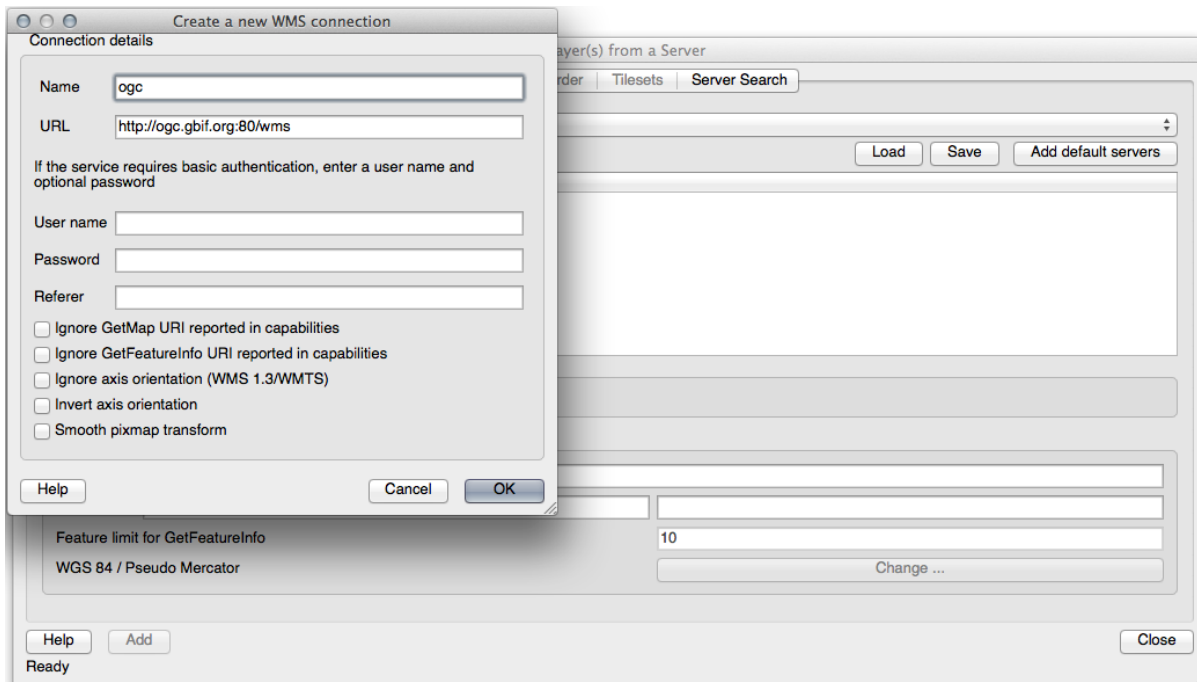 Create a new WMS connection
Connection details
Name
ogc
URL
http://ogc.gbif.org:80/wms
If the service requires basic authentication, enter a user name and
optional password
User name
Password
Referer
Ignore GetMap URI reported in capabilities
Ignore GetFeatureInfo URI reported in capabilities
Ignore axis orientation (WMS 1.3/WMTS)
Invert axis orientation
Smooth pixmap transform
Help
Cancel
OK
ayer(s) from a Server
rder
Tilesets
Server Search
Load
Save
Add default servers
Feature limit for GetFeatureInfo
10
WGS 84 / Pseudo Mercator
Change ...
Help
Add
Close
Ready